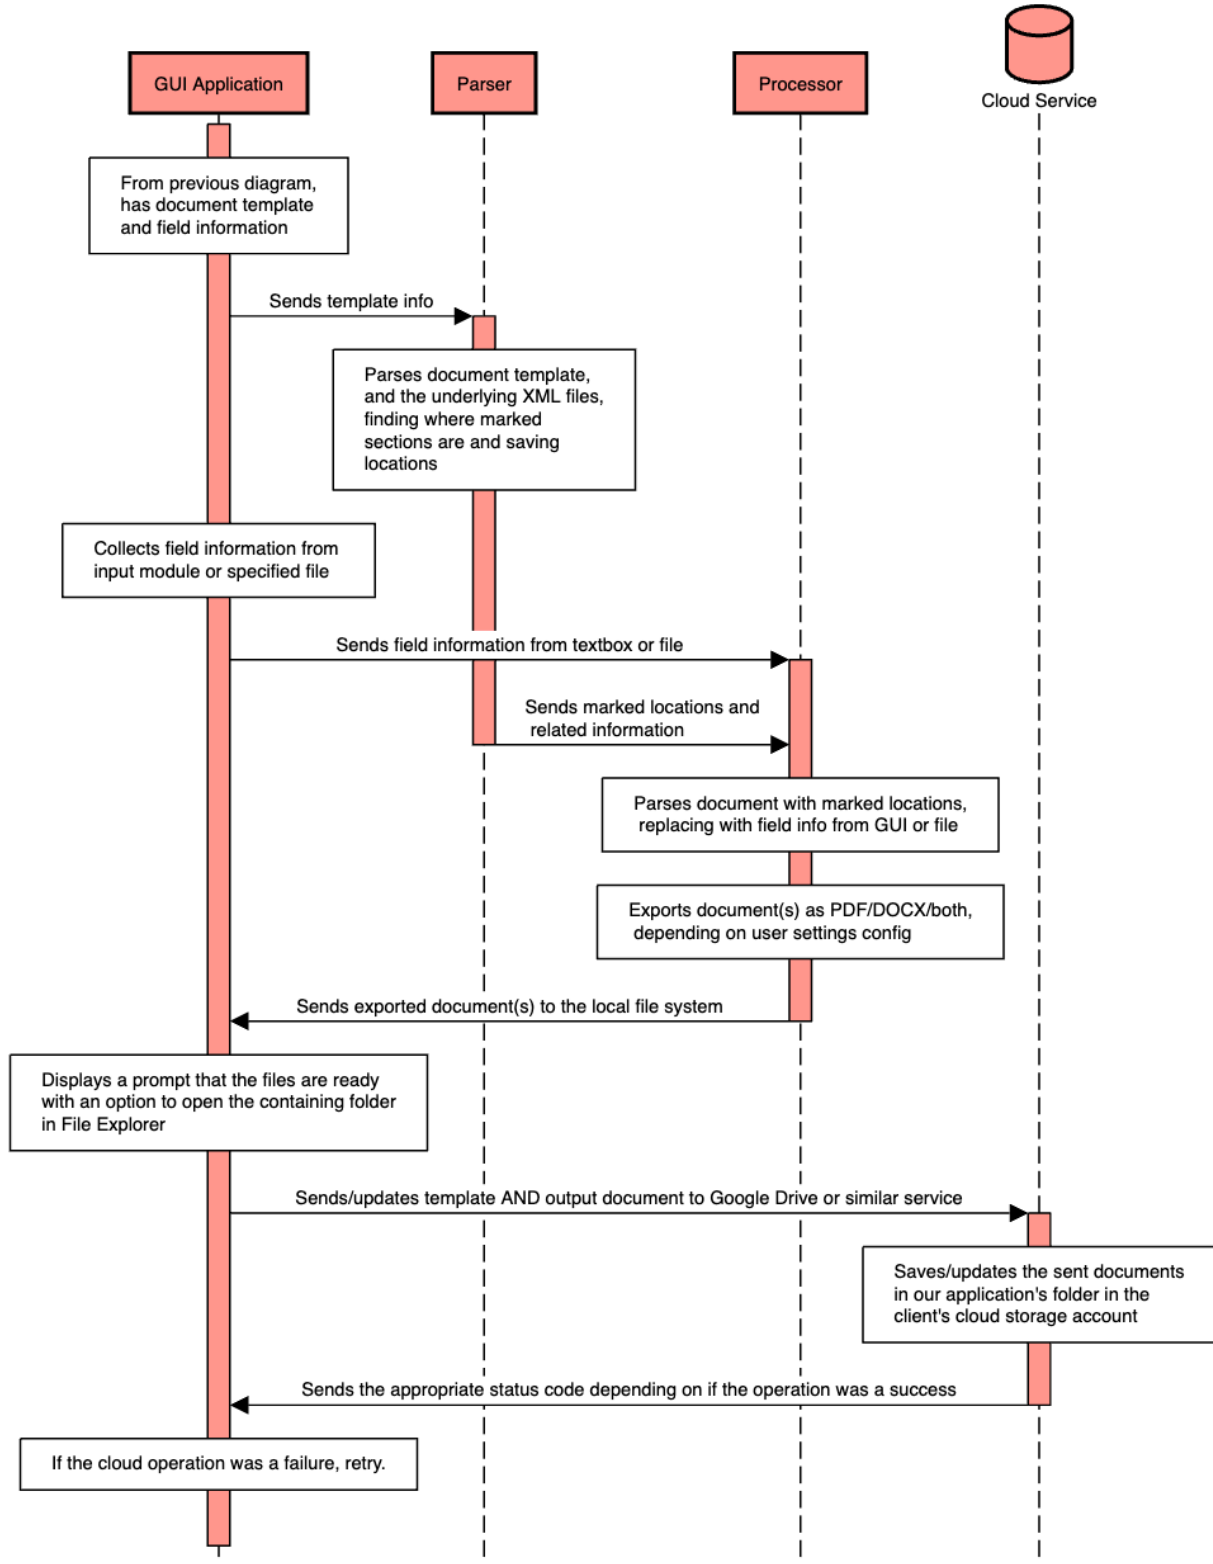 GUI Application
Parser
Processor
Cloud Service
From previous diagram,
has document template
and field information
Sends template info
Parses document template,
and the underlying XML files,
finding where marked
sections are and saving
locations
Collects field information from
input module or specified file
Sends field information from textbox or file
Sends marked locations and
related information
Parses document with marked locations,
replacing with field info from GUI or file
Exports document(s) as PDF/DOCX/both,
depending on user settings config
Sends exported document(s) to the local file system
Displays a prompt that the files are ready
with an option to open the containing folder
in File Explorer
Sends/updates template AND output document to Google Drive or similar service
Saves/updates the sent documents
in our application's folder in the
client's cloud storage account
Sends the appropriate status code depending on if the operation was a success
If the cloud operation was a failure, retry.